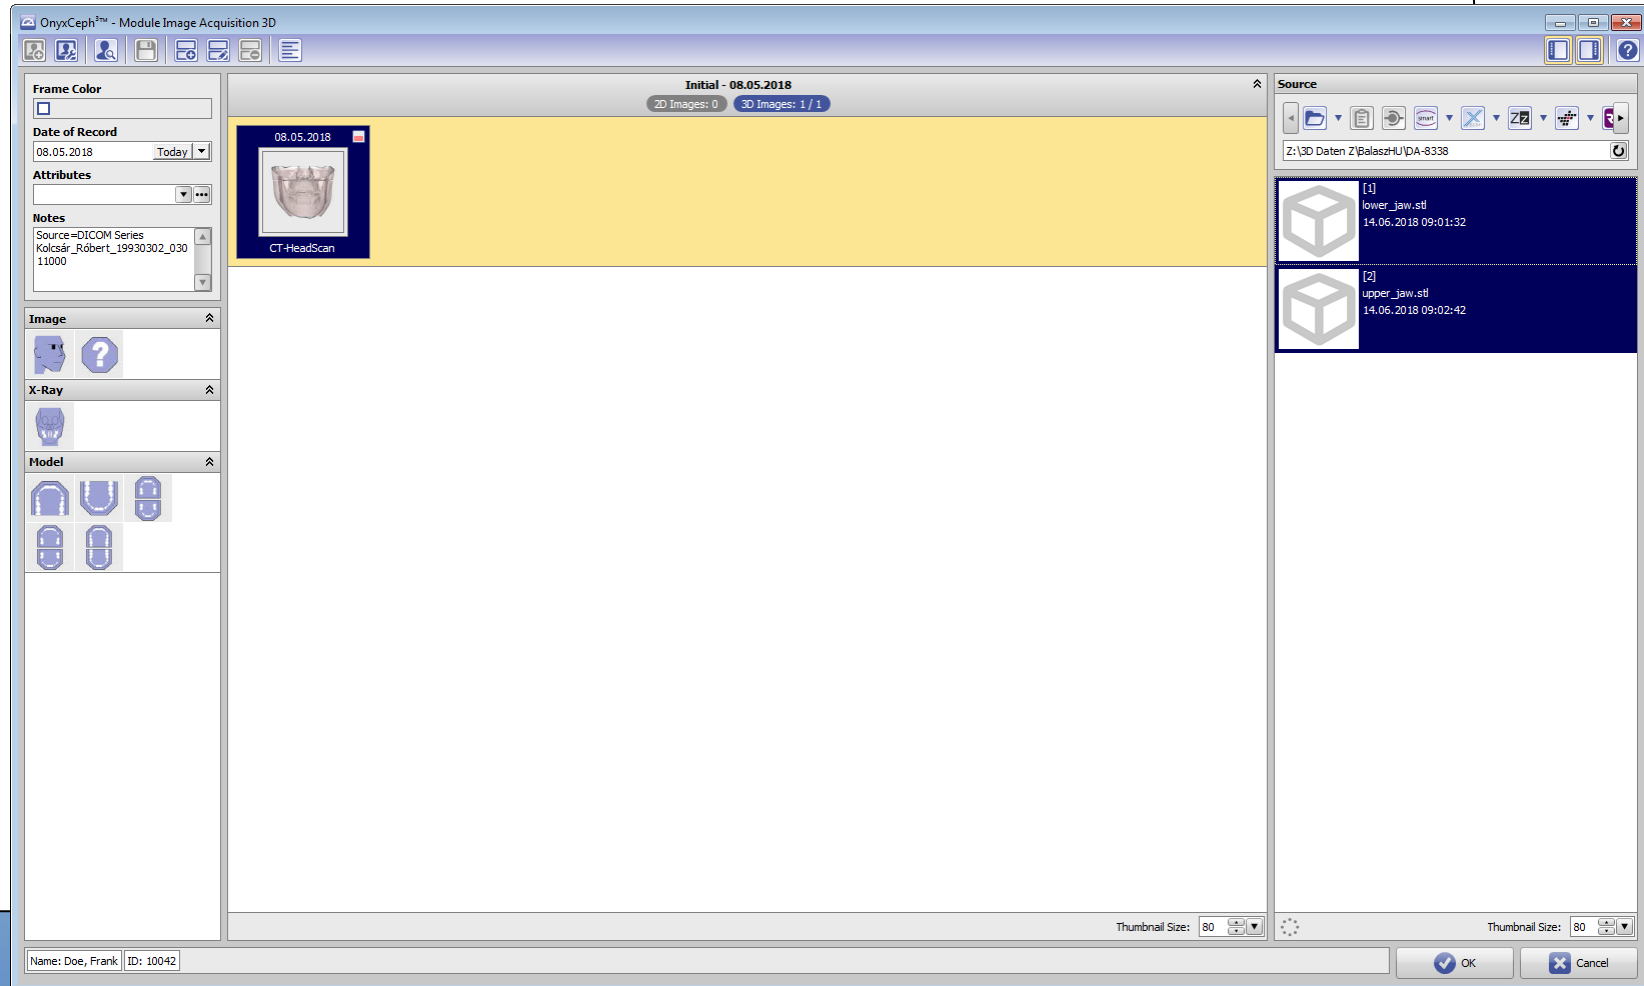 OnyxCeph³™ - Module Image Acquisition 3D
Frame Color
Date of Record
08.05.2018 Today
Attributes
Notes
Source=DICOM Series
Kolcsár_Róbert_19930302_030
11000
Image
?
X-Ray
Model
Initial - 08.05.2018
2D Images: 0 3D Images: 1 / 1
08.05.2018
CT-HeadScan
Thumbnail Size: 80
Source
smart
ZZ
Z:\3D Daten Z\BalaszHU\DA-8338
[1]
lower_jaw.stl
14.06.2018 09:01:32
[2]
upper_jaw.stl
14.06.2018 09:02:42
Thumbnail Size: 80
Name: Doe, Frank ID: 10042
OK Cancel